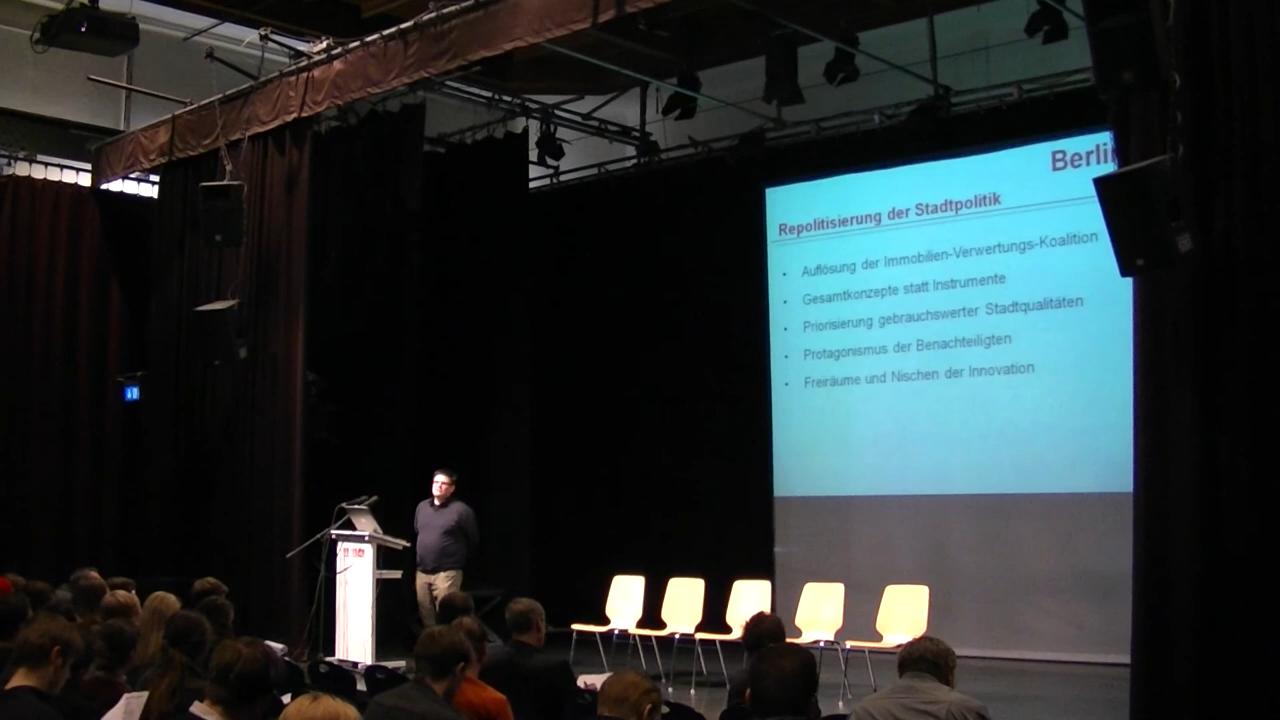 Berli
Repolitisierung der Stadtpolitik
• Auflösung der Immobilien-Verwertungs-Koalition
• Gesamtkonzepte statt Instrumente
• Priorisierung gebrauchswerter Stadtqualitäten
• Protagonismus der Benachteiligten
• Freiräume und Nischen der Innovation